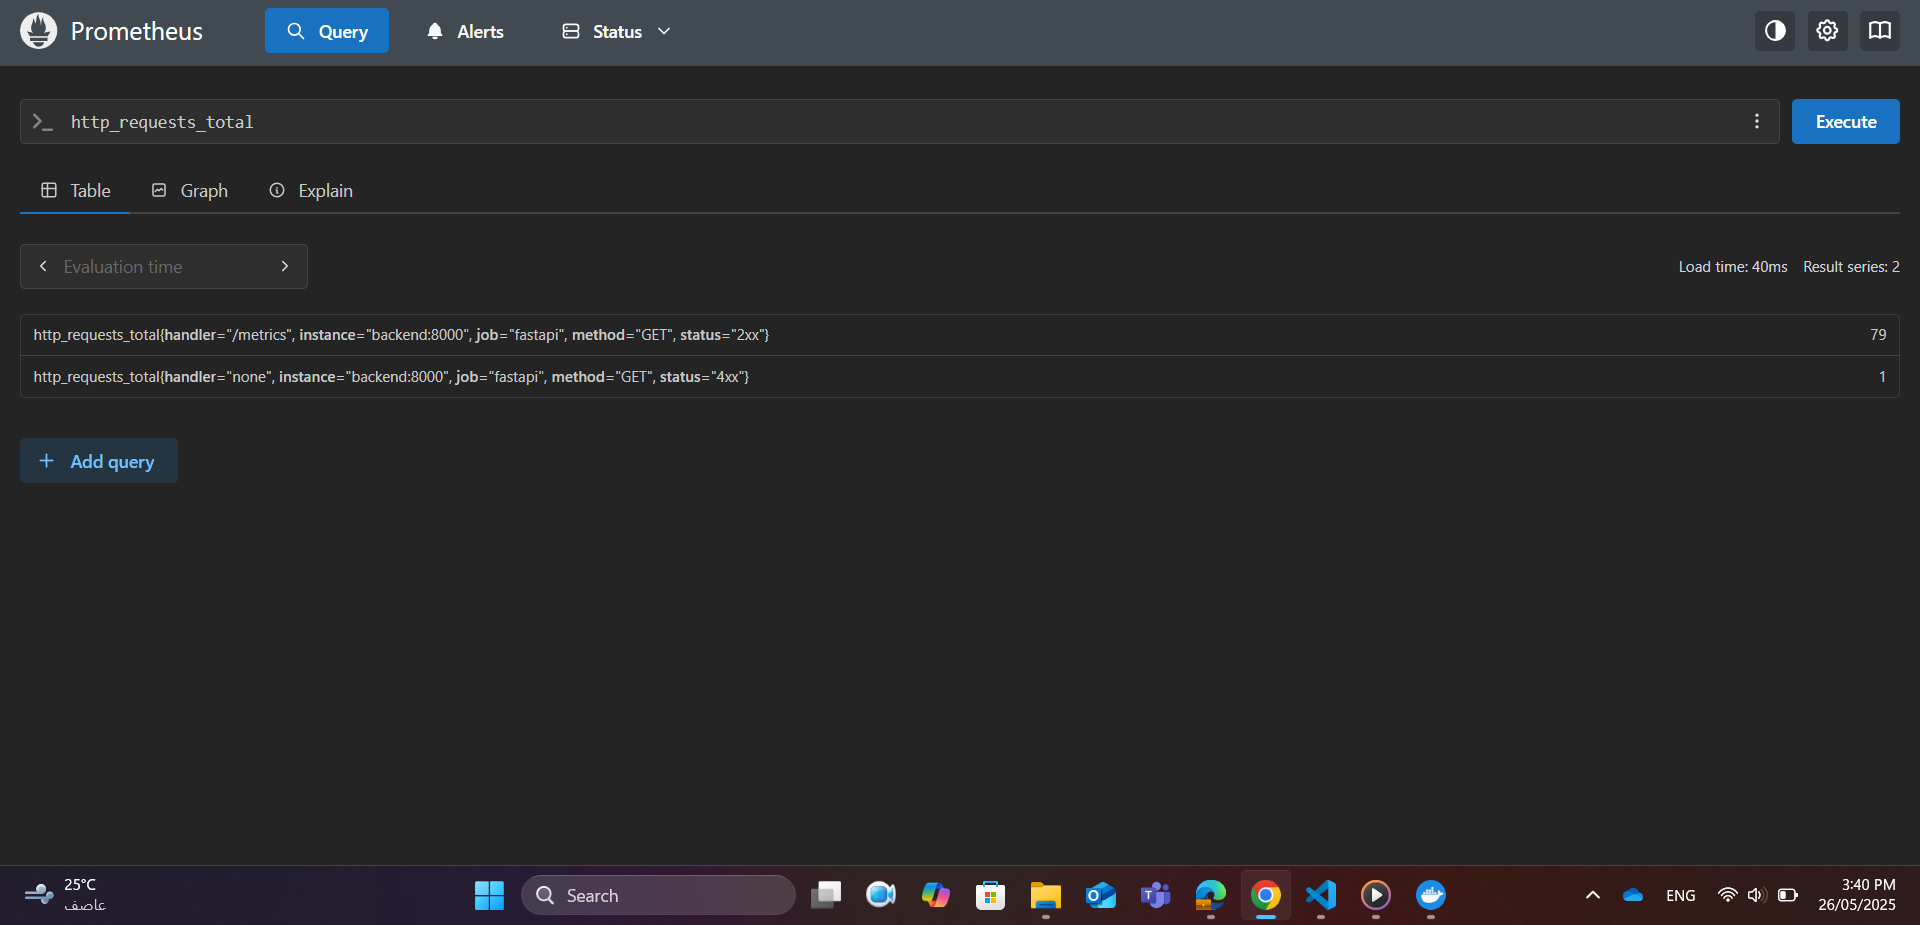 Prometheus
Query
Alerts
Status
http_requests_total
Execute
Table
Graph
Explain
Evaluation time
Load time: 40ms Result series: 2
http_requests_total{handler="/metrics", instance="backend:8000", job="fastapi", method="GET", status="2xx"} 79
http_requests_total{handler="none", instance="backend:8000", job="fastapi", method="GET", status="4xx"} 1
Add query
25°C
عاصف
Search
ENG
3:40 PM
26/05/2025